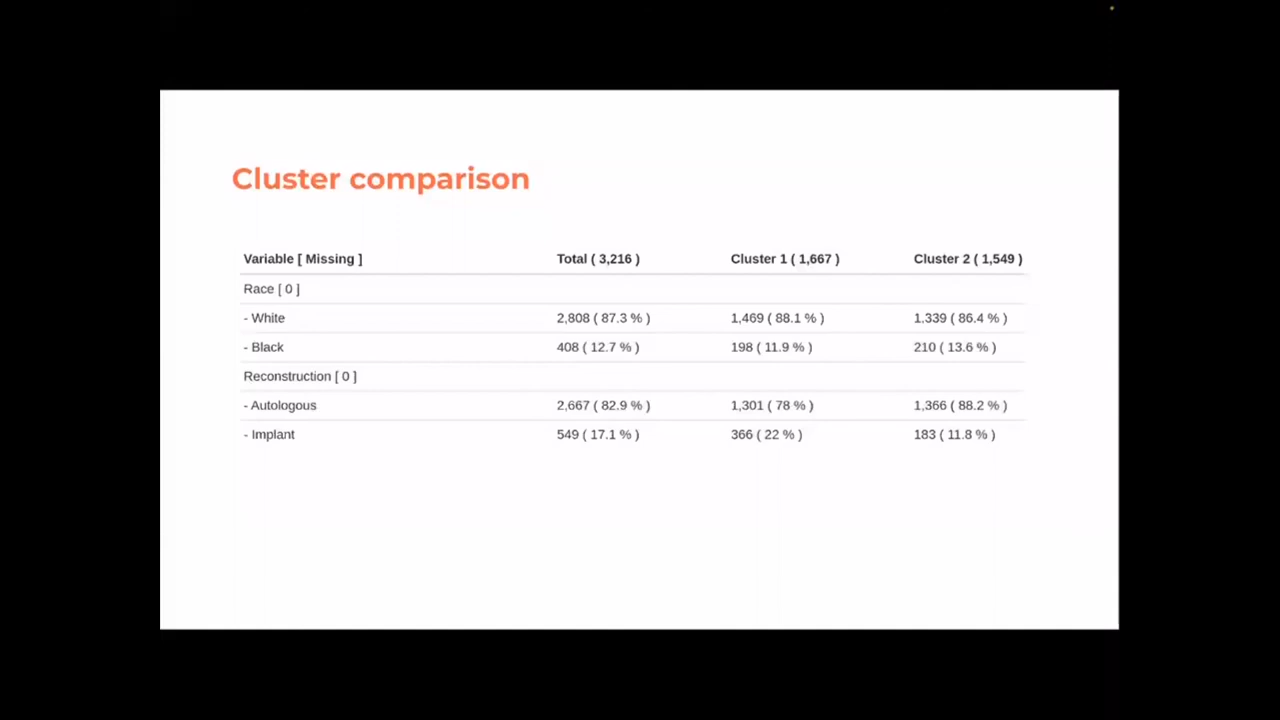 Cluster comparison
Variable [ Missing ] Total ( 3,216 ) Cluster 1 ( 1,667 ) Cluster 2 ( 1,549 )
Race [ 0 ]
- White 2,808 ( 87.3 % ) 1,469 ( 88.1 % ) 1,339 ( 86.4 % )
- Black 408 ( 12.7 % ) 198 ( 11.9 % ) 210 ( 13.6 % )
Reconstruction [ 0 ]
- Autologous 2,667 ( 82.9 % ) 1,301 ( 78 % ) 1,366 ( 88.2 % )
- Implant 549 ( 17.1 % ) 366 ( 22 % ) 183 ( 11.8 % )